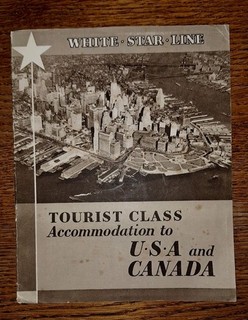 WHITE · STAR · LINE
TOURIST CLASS
Accommodation to
U·S·A and
CANADA